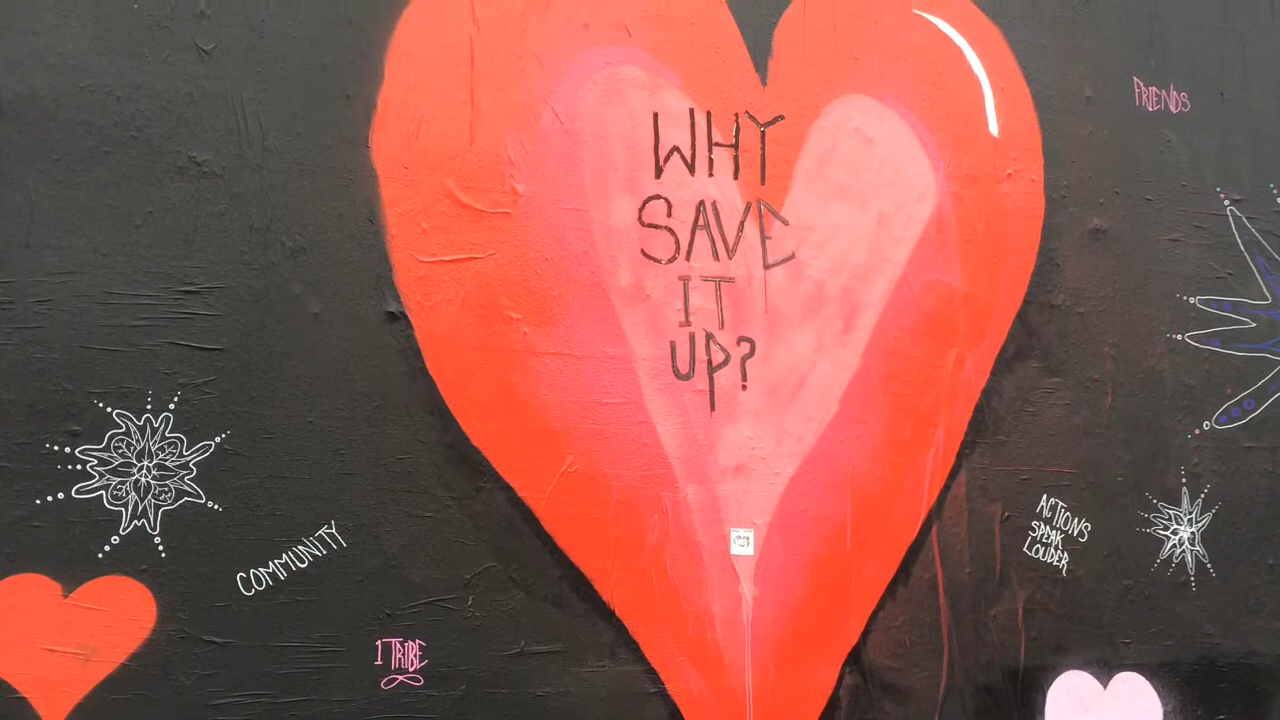 WHY
SAVE
IT
UP?
FRIENDS
ACTIONS
SPEAK
LOUDER
COMMUNITY
1 TRIBE